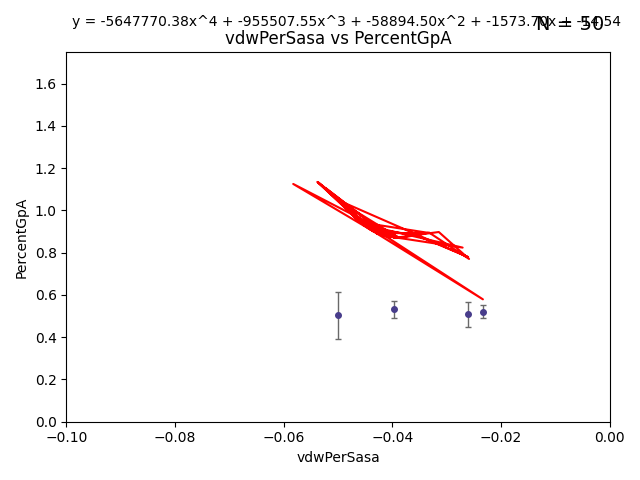 y = -5647770.38x^4 + -955507.55x^3 + -58894.50x^2 + -1573.70x + -14.54
N = 50
vdwPerSasa vs PercentGpA
1.6
1.4
1.2
1.0
0.8
0.6
0.4
0.2
0.0
PercentGpA
−0.10 −0.08 −0.06 −0.04 −0.02 0.00
vdwPerSasa